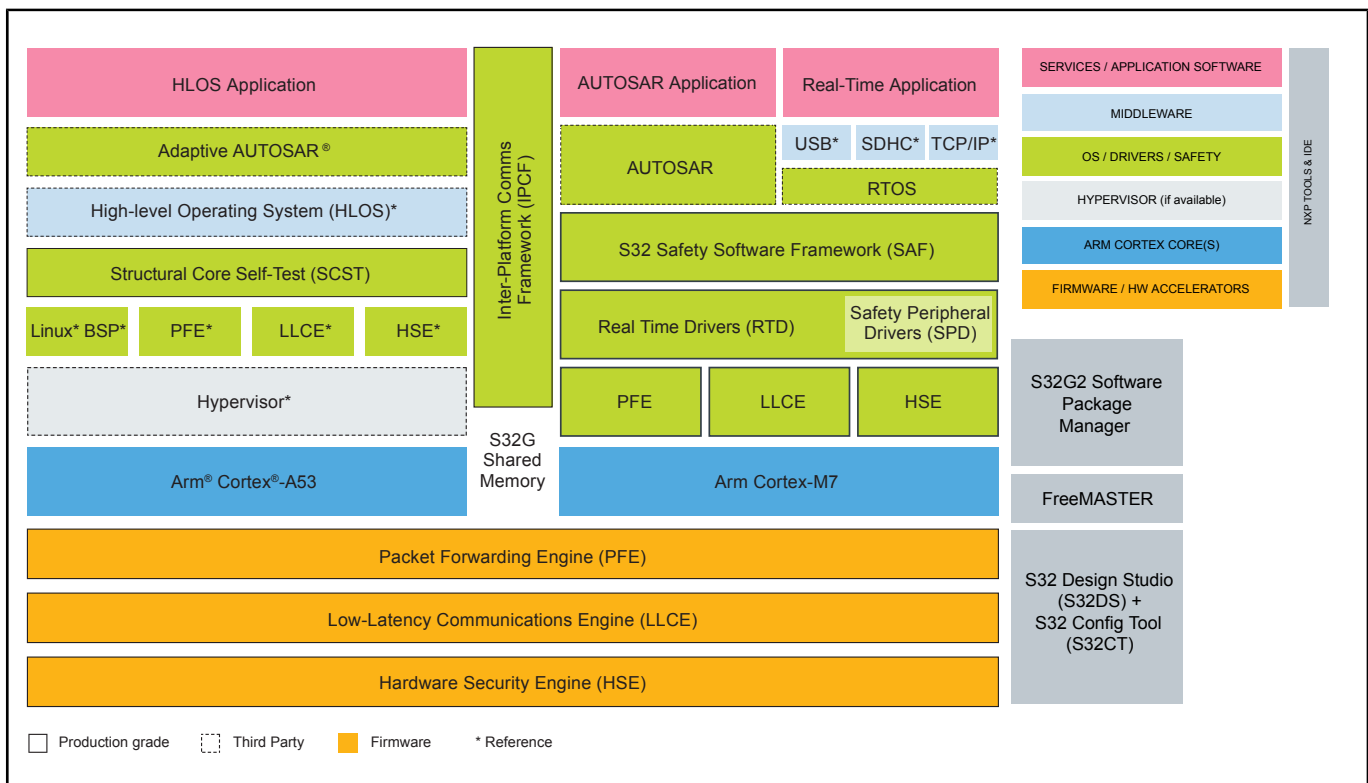 HLOS Application
Adaptive AUTOSAR ®
High-level Operating System (HLOS)*
Structural Core Self-Test (SCST)
Linux* BSP*
PFE*
LLCE*
HSE*
Hypervisor*
Arm® Cortex®-A53
Inter-Platform Comms
Framework (IPCF)
S32G
Shared
Memory
AUTOSAR Application
Real-Time Application
AUTOSAR
USB*
SDHC*
TCP/IP*
RTOS
S32 Safety Software Framework (SAF)
Real Time Drivers (RTD)
Safety Peripheral
Drivers (SPD)
PFE
LLCE
HSE
Arm Cortex-M7
Packet Forwarding Engine (PFE)
Low-Latency Communications Engine (LLCE)
Hardware Security Engine (HSE)
SERVICES / APPLICATION SOFTWARE
MIDDLEWARE
OS / DRIVERS / SAFETY
HYPERVISOR (if available)
ARM CORTEX CORE(S)
FIRMWARE / HW ACCELERATORS
NXP TOOLS & IDE
S32G2 Software
Package
Manager
FreeMASTER
S32 Design Studio
(S32DS) +
S32 Config Tool
(S32CT)
Production grade
Third Party
Firmware
* Reference